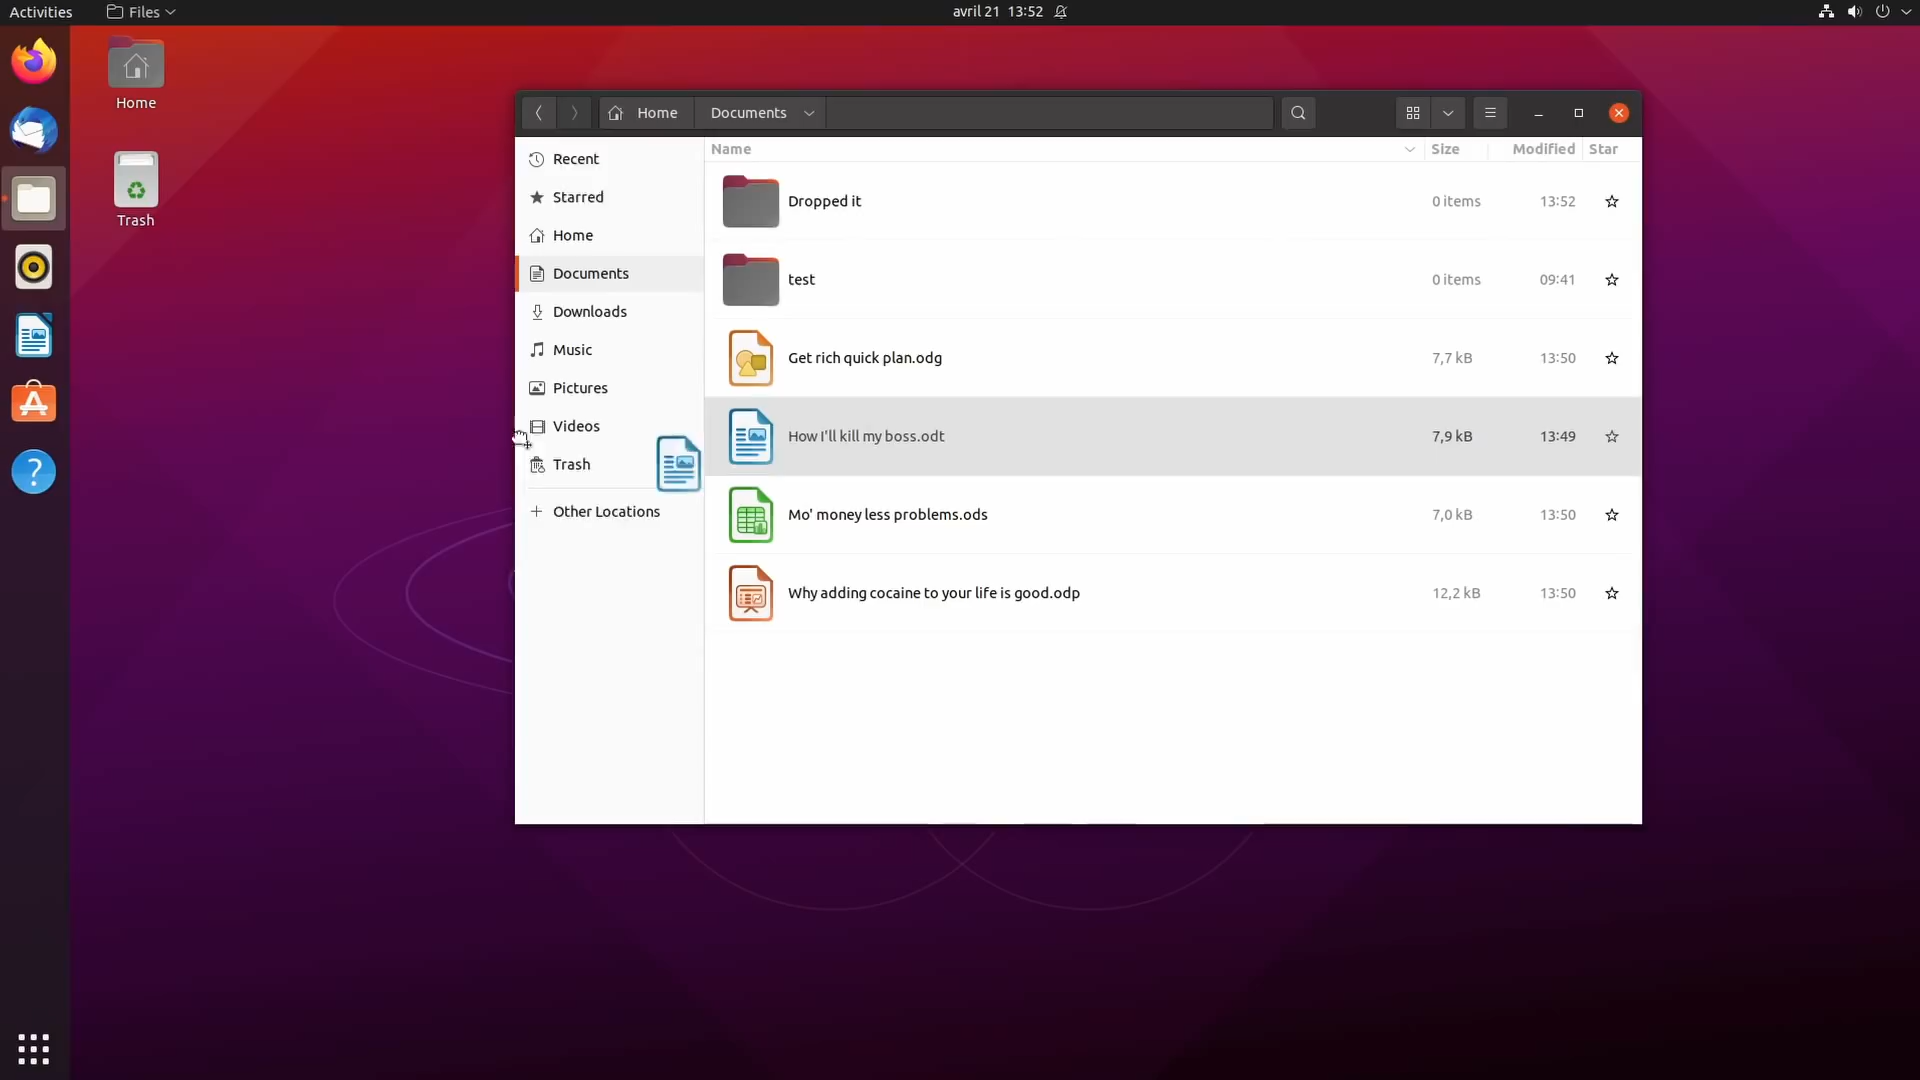 Activities
Files
avril 21 13:52
Home
Trash
Home
Documents
Recent
Starred
Home
Documents
Downloads
Music
Pictures
Videos
Trash
Other Locations
Name Size Modified Star
Dropped it 0 items 13:52
test 0 items 09:41
Get rich quick plan.odg 7,7 kB 13:50
How I'll kill my boss.odt 7,9 kB 13:49
Mo' money less problems.ods 7,0 kB 13:50
Why adding cocaine to your life is good.odp 12,2 kB 13:50